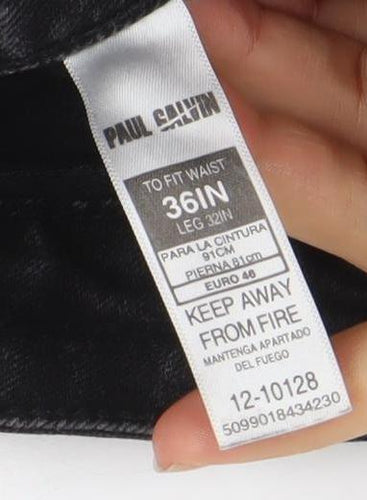 PAUL GALVIN
TO FIT WAIST
36IN
LEG 32IN
PARA LA CINTURA
91CM
PIERNA 81cm
EURO 46
KEEP AWAY
FROM FIRE
MANTENGA APARTADO
DEL FUEGO
12-10128
5099018434230